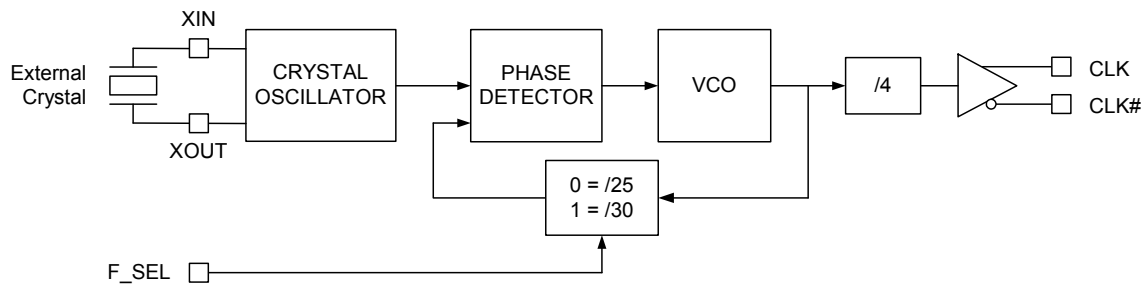 XIN
External
Crystal
XOUT
CRYSTAL
OSCILLATOR
PHASE
DETECTOR
VCO
/4
CLK
CLK#
0 = /25
1 = /30
F_SEL